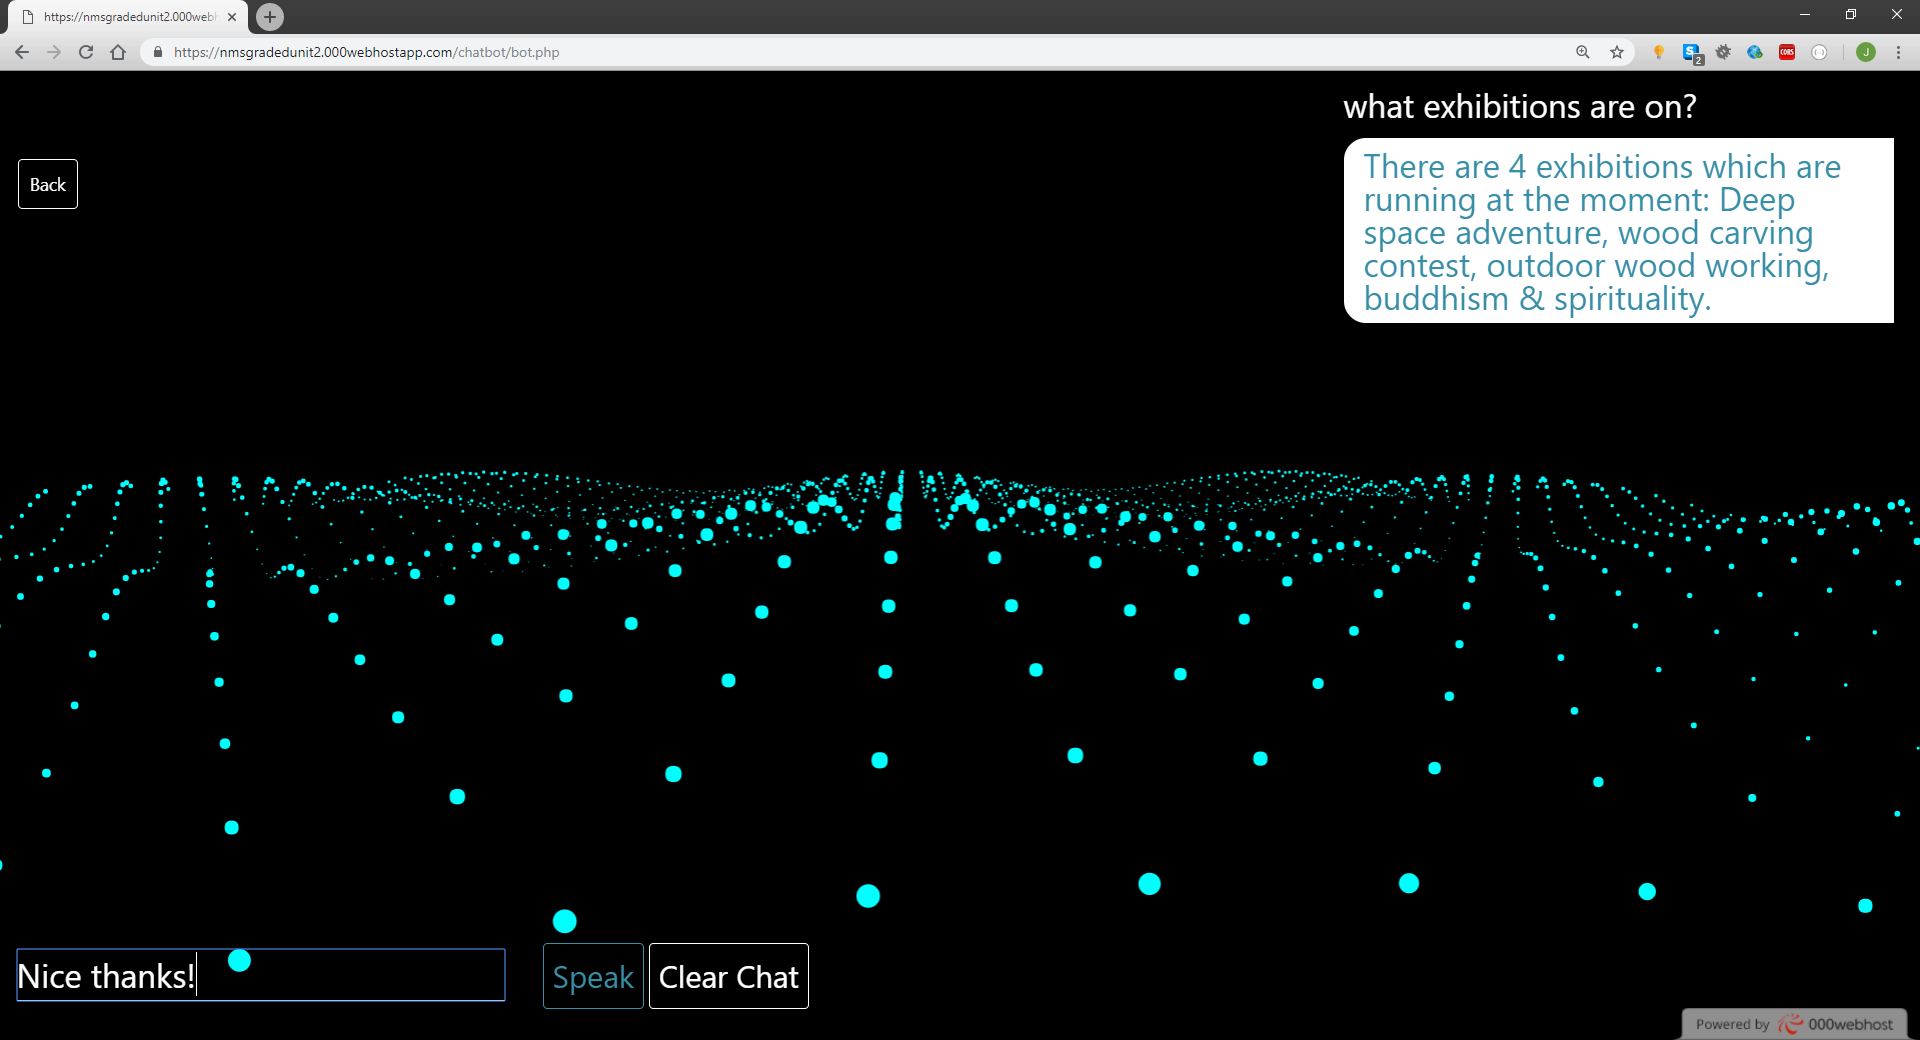 https://nmsgradedunit2.000webh
https://nmsgradedunit2.000webhostapp.com/chatbot/bot.php
2
CORS
J
what exhibitions are on?
Back
There are 4 exhibitions which are
running at the moment: Deep
space adventure, wood carving
contest, outdoor wood working,
buddhism & spirituality.
Nice thanks!
Speak
Clear Chat
Powered by 000webhost